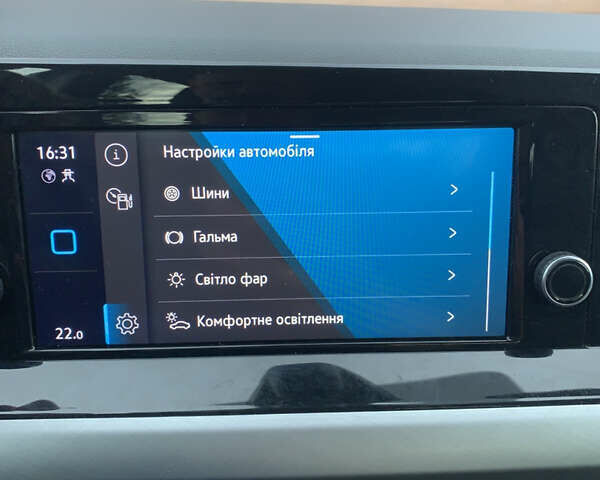 16:31
Настройки автомобіля
Шини
Гальма
Світло фар
Комфортне освітлення
22.0